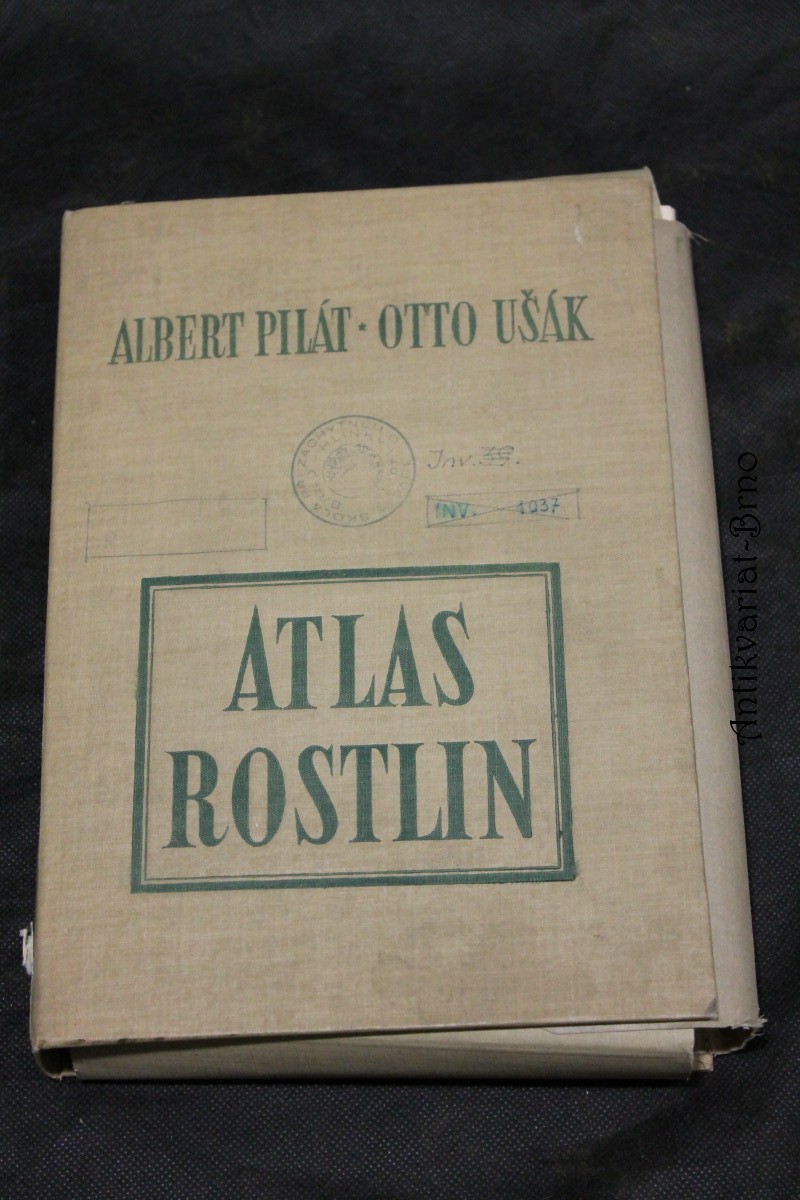 ALBERT PILÁT * OTTO UŠÁK
Inv.
INV. 1037
ATLAS
ROSTLIN
Antikvariat-Brno